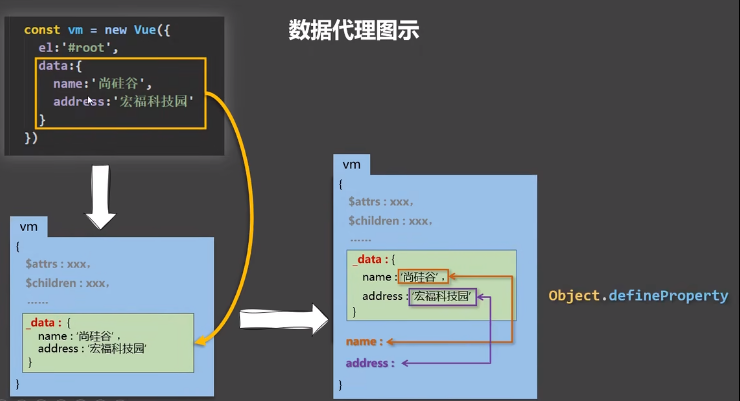 数据代理图示
const vm = new Vue({
el:'#root',
data:{
name:'尚硅谷',
address:'宏福科技园'
}
})
vm
{
$attrs : xxx,
$children : xxx,
......
_data : {
name : '尚硅谷' ,
address : '宏福科技园'
}
}
vm
{
$attrs : xxx,
$children : xxx,
......
_data : {
name : '尚硅谷' ,
address : '宏福科技园'
}
name :
address :
}
Object.defineProperty